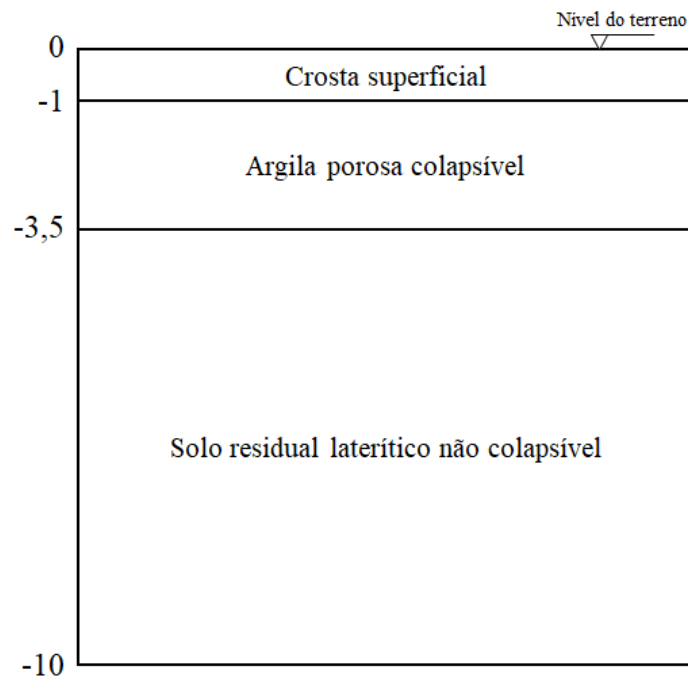 Nível do terreno
0
Crosta superficial
-1
Argila porosa colapsível
-3,5
Solo residual laterítico não colapsível
-10